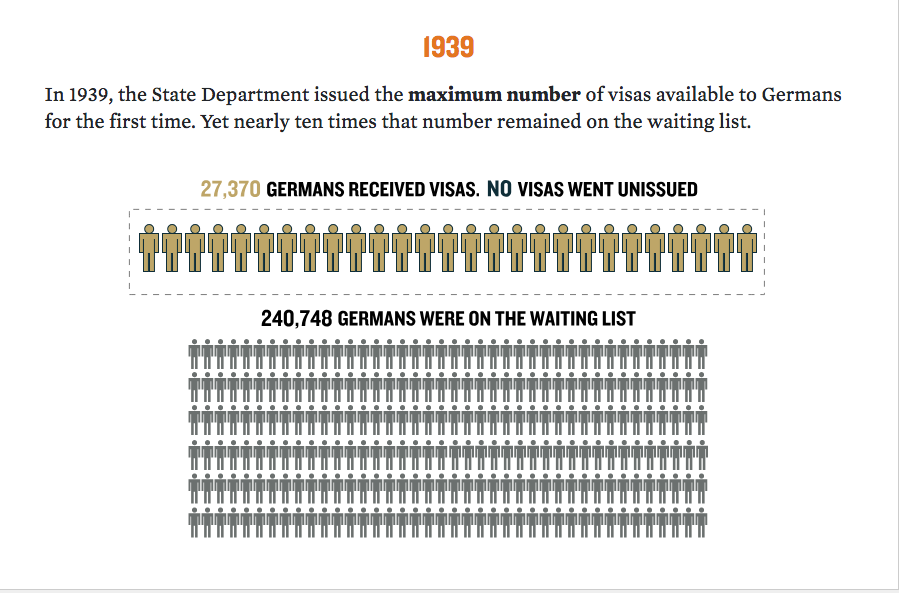 1939
In 1939, the State Department issued the maximum number of visas available to Germans
for the first time. Yet nearly ten times that number remained on the waiting list.
27,370 GERMANS RECEIVED VISAS. NO VISAS WENT UNISSUED
240,748 GERMANS WERE ON THE WAITING LIST